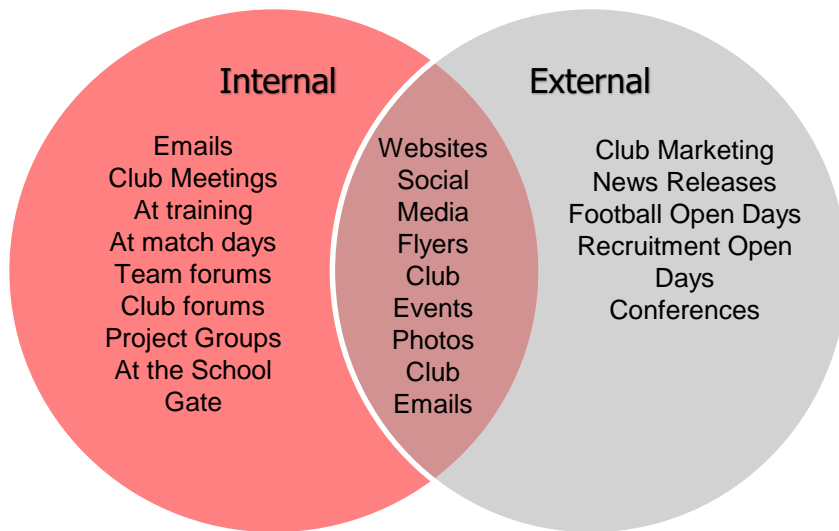 Internal
External
Emails
Club Meetings
At training
At match days
Team forums
Club forums
Project Groups
At the School
Gate
Websites
Social
Media
Flyers
Club
Events
Photos
Club
Emails
Club Marketing
News Releases
Football Open Days
Recruitment Open
Days
Conferences